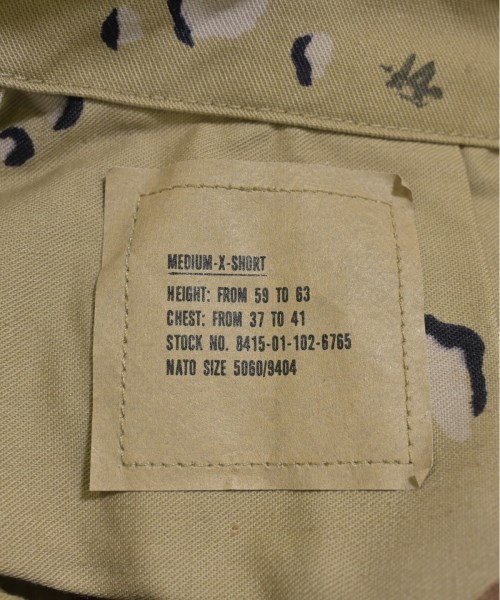 MEDIUM-X-SHORT
HEIGHT: FROM 59 TO 63
CHEST: FROM 37 TO 41
STOCK NO. 8415-01-102-6765
NATO SIZE 5060/9404